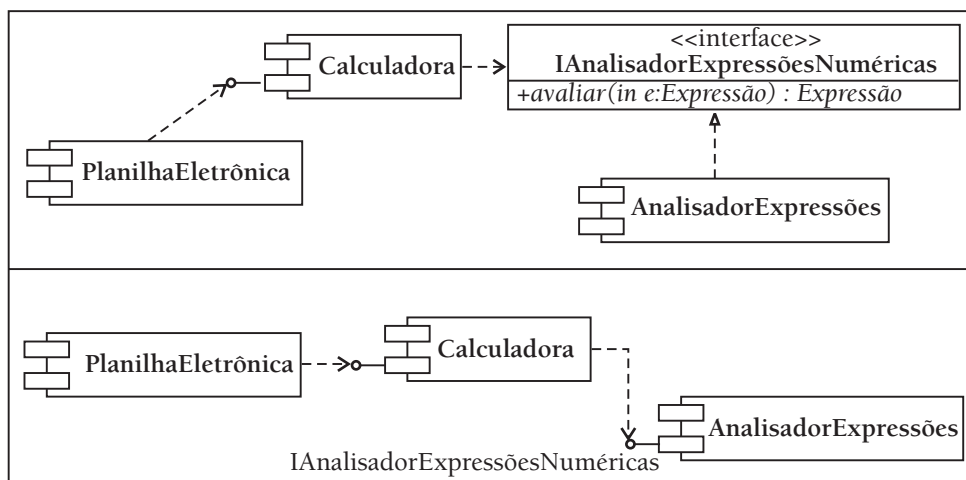 <<interface>>
Calculadora
IAnalisadorExpressõesNuméricas
+avaliar(in e:Expressão) : Expressão
PlanilhaEletrônica
AnalisadorExpressões
Calculadora
PlanilhaEletrônica
AnalisadorExpressões
IAnalisadorExpressõesNuméricas